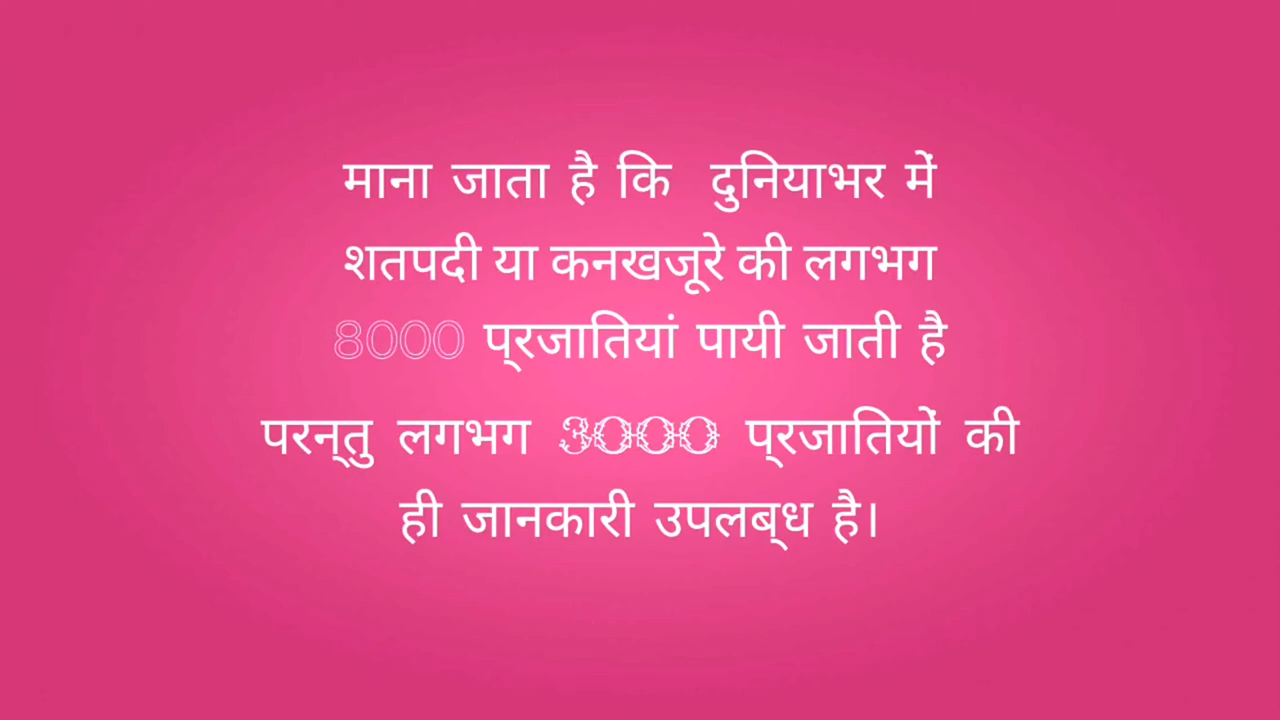 माना जाता है कि दुनियाभर में
शतपदी या कनखजूरे की लगभग
8000 प्रजातियां पायी जाती है
परन्तु लगभग 3000 प्रजातियों की
ही जानकारी उपलब्ध है।